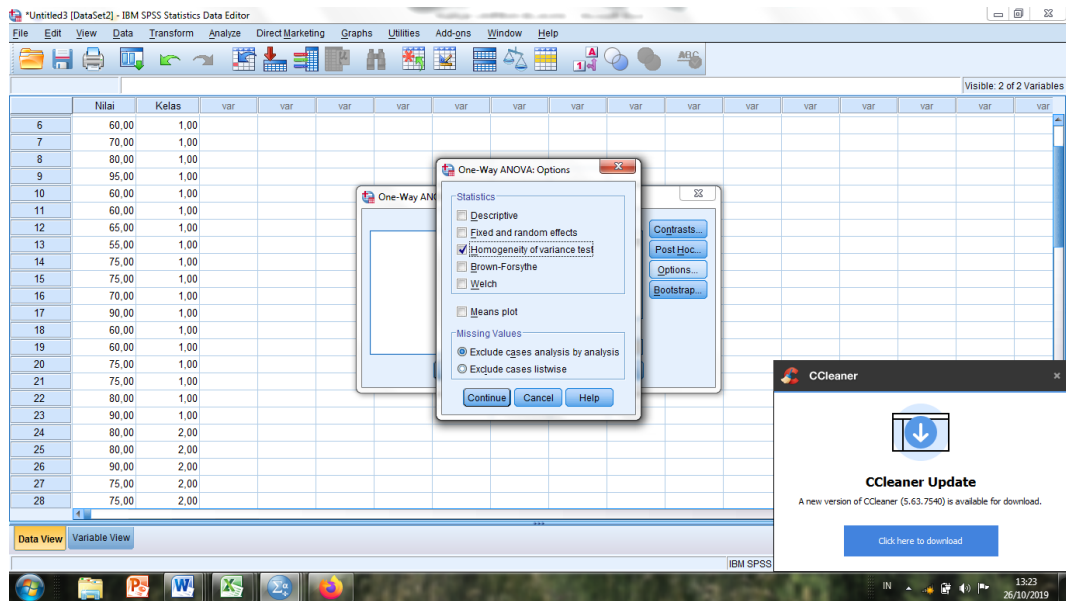 *Untitled3 [DataSet2] - IBM SPSS Statistics Data Editor
File Edit View Data Transform Analyze Direct Marketing Graphs Utilities Add-ons Window Help
Visible: 2 of 2 Variables
Nilai Kelas var var var var var var var var var var var var var var var
6 60,00 1,00
7 70,00 1,00
8 80,00 1,00
9 95,00 1,00
10 60,00 1,00
11 60,00 1,00
12 65,00 1,00
13 55,00 1,00
14 75,00 1,00
15 75,00 1,00
16 70,00 1,00
17 90,00 1,00
18 60,00 1,00
19 60,00 1,00
20 75,00 1,00
21 75,00 1,00
22 80,00 1,00
23 90,00 1,00
24 80,00 2,00
25 80,00 2,00
26 90,00 2,00
27 75,00 2,00
28 75,00 2,00
One-Way AN
Contrasts...
Post Hoc...
Options...
Bootstrap...
One-Way ANOVA: Options
Statistics
Descriptive
Fixed and random effects
Homogeneity of variance test
Brown-Forsythe
Welch
Means plot
Missing Values
Exclude cases analysis by analysis
Exclude cases listwise
Continue Cancel Help
CCleaner
CCleaner Update
A new version of CCleaner (5.63.7540) is available for download.
Click here to download
Data View Variable View
IBM SPSS
IN
13:23
26/10/2019